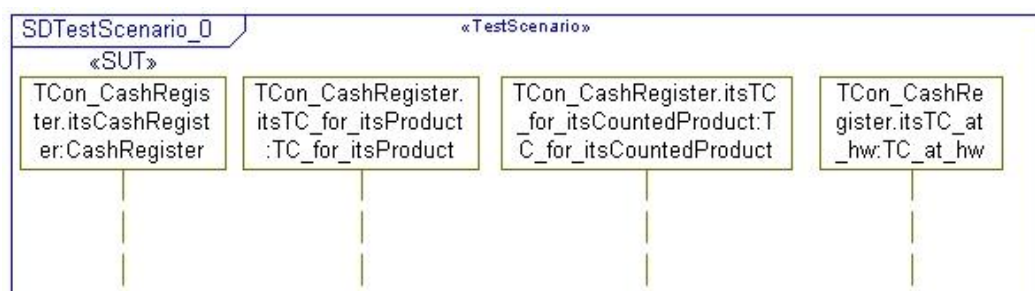 SDTestScenario_0
«TestScenario»
«SUT»
TCon_CashRegis
ter.itsCashRegist
er:CashRegister
TCon_CashRegister.
itsTC_for_itsProduct
:TC_for_itsProduct
TCon_CashRegister.itsTC
_for_itsCountedProduct:T
C_for_itsCountedProduct
TCon_CashRe
gister.itsTC_at
_hw:TC_at_hw